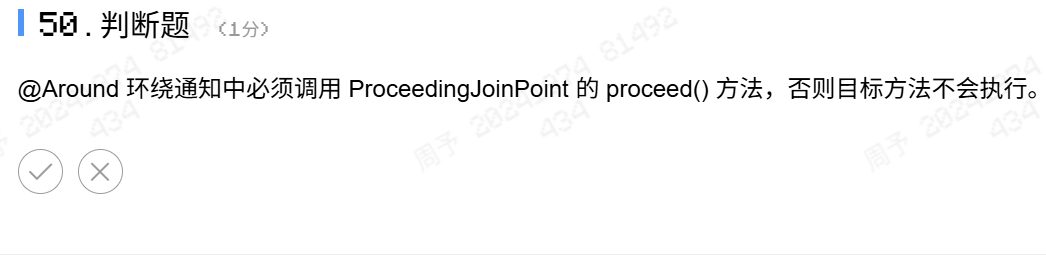 50.判断题 (1分)
@Around 环绕通知中必须调用 ProceedingJoinPoint 的 proceed() 方法，否则目标方法不会执行。